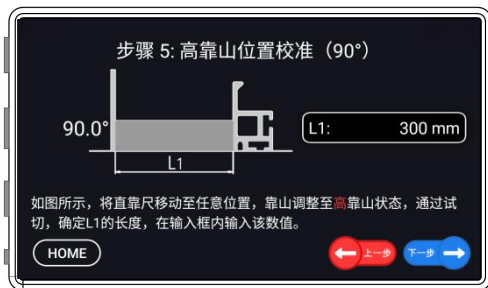 步骤 5: 高靠山位置校准（90°）
90.0°
L1
L1: 300 mm
如图所示，将直靠尺移动至任意位置，靠山调整至高靠山状态，通过试
切，确定L1的长度，在输入框内输入该数值。
HOME
上一步
下一步